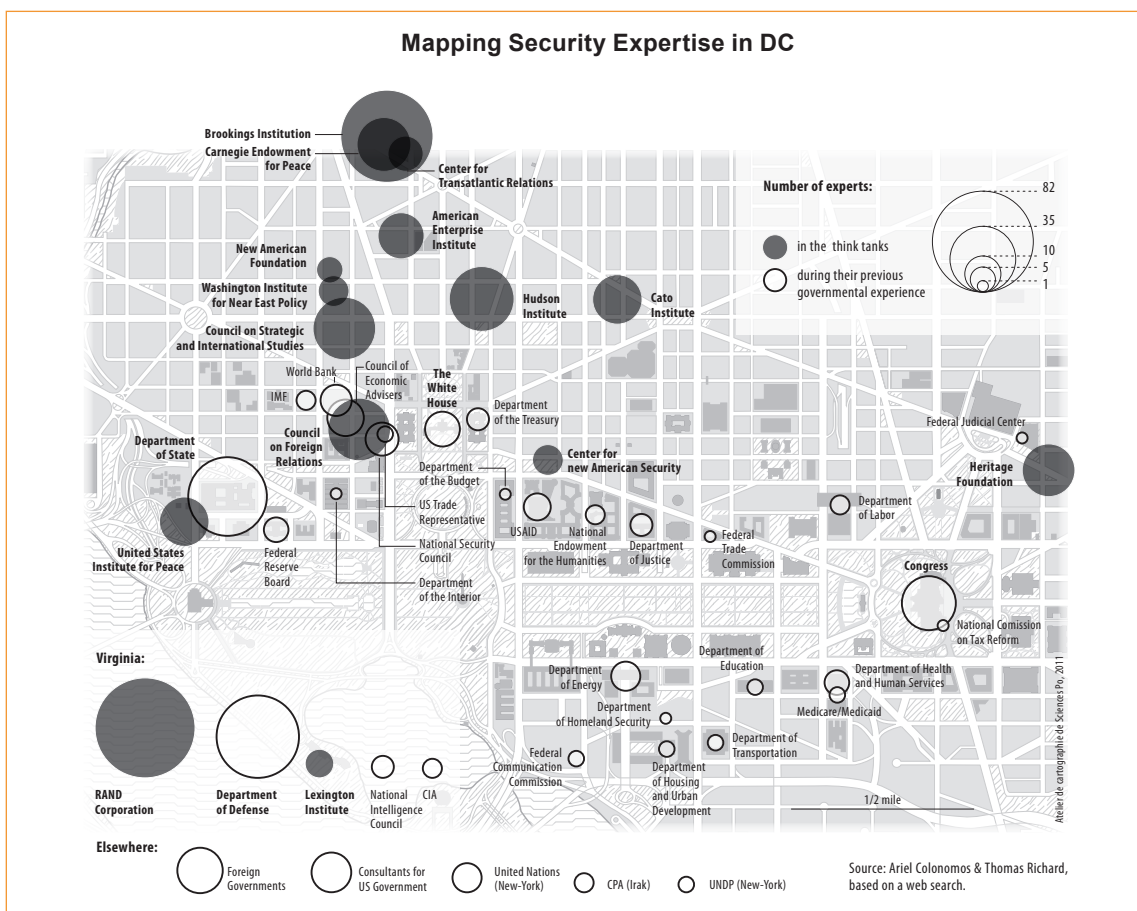 Mapping Security Expertise in DC
Brookings Institution
Carnegie Endowment
for Peace
Center for
Transatlantic Relations
American
Enterprise
Institute
New American
Foundation
Washington Institute
for Near East Policy
Council on Strategic
and International Studies
Hudson
Institute
Cato
Institute
Number of experts:
in the think tanks
during their previous
governmental experience
82
35
10
5
1
World Bank
Council of
Economic
Advisers
IMF
The
White
House
Department
of the Treasury
Council
on Foreign
Relations
Department
of State
Center for
new American Security
Federal Judicial Center
Heritage
Foundation
Department
of the Budget
US Trade
Representative
National Security
Council
Department
of the Interior
United States
Institute for Peace
Federal
Reserve
Board
USAID
National
Endowment
for the Humanities
Department
of Justice
Federal
Trade
Commission
Department
of Labor
Congress
National Comission
on Tax Reform
Department
of Energy
Department of
Education
Department of Health
and Human Services
Medicare/Medicaid
Department
of Homeland Security
Federal
Communication
Commission
Department
of Housing
and Urban
Development
Department of
Transportation
1/2 mile
Atelier de cartographie de Sciences Po, 2011
Virginia:
RAND
Corporation
Department
of Defense
Lexington
Institute
National
Intelligence
Council
CIA
Elsewhere:
Foreign
Governments
Consultants for
US Government
United Nations
(New-York)
CPA (Irak)
UNDP (New-York)
Source: Ariel Colonomos & Thomas Richard,
based on a web search.